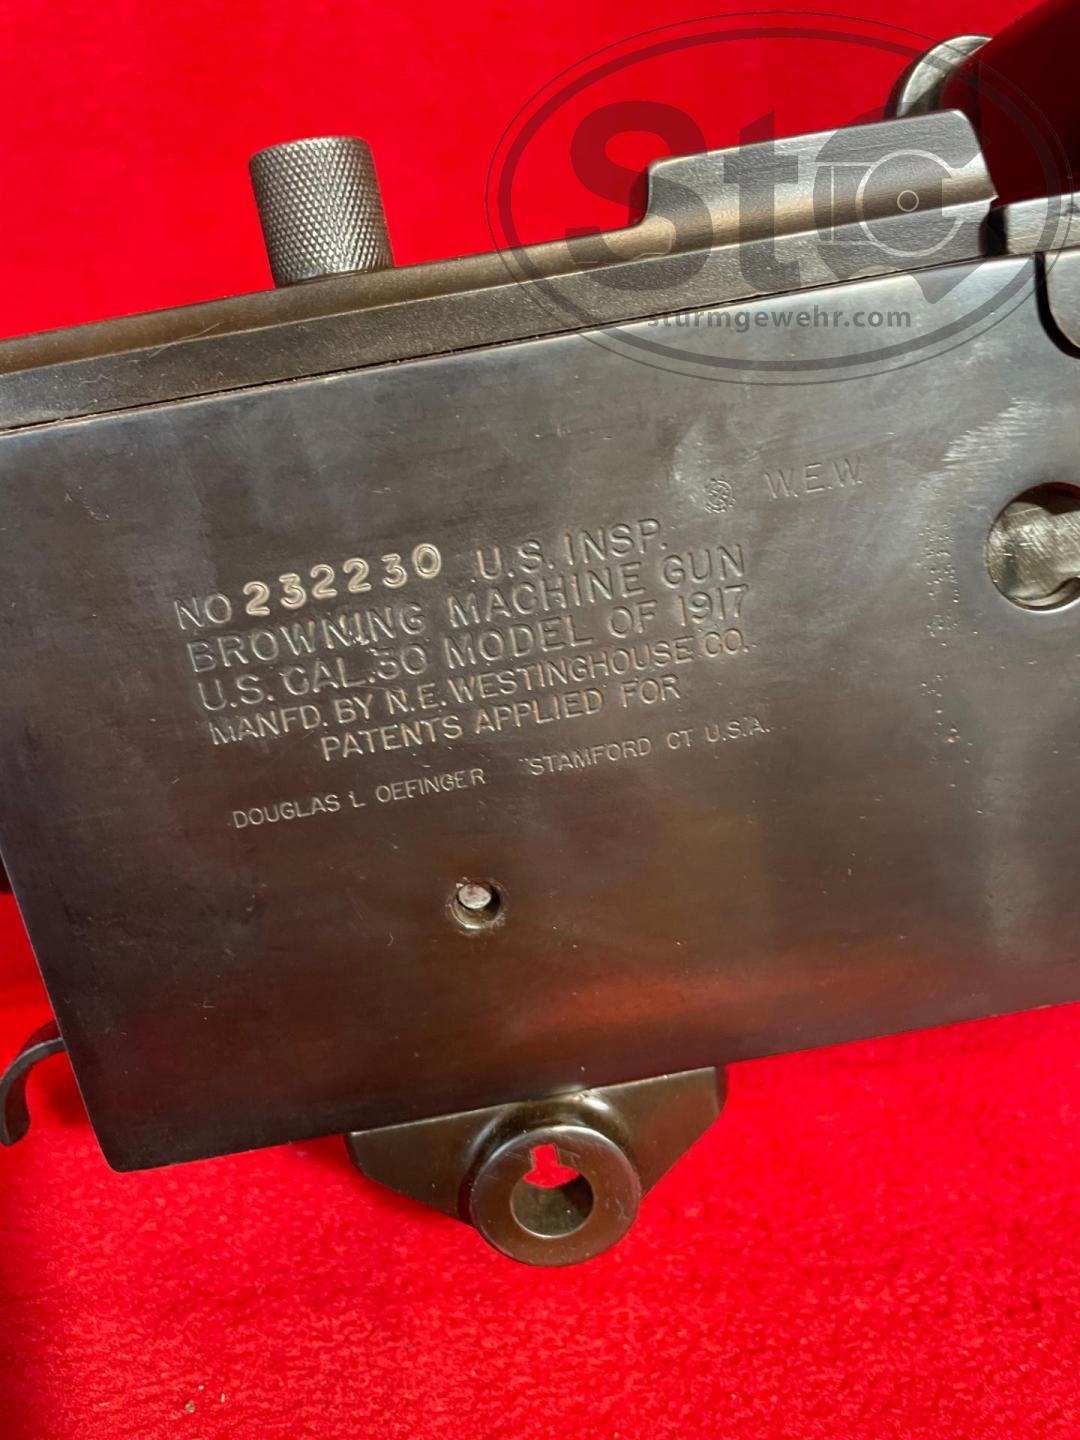 StG
sturmgewehr.com
W.E.W.
NO 232230 U.S. INSP.
BROWNING MACHINE GUN
U.S. CAL. 30 MODEL OF 1917
MANFD. BY N.E. WESTINGHOUSE CO.
PATENTS APPLIED FOR
DOUGLAS L OEFINGER STAMFORD CT U.S.A.